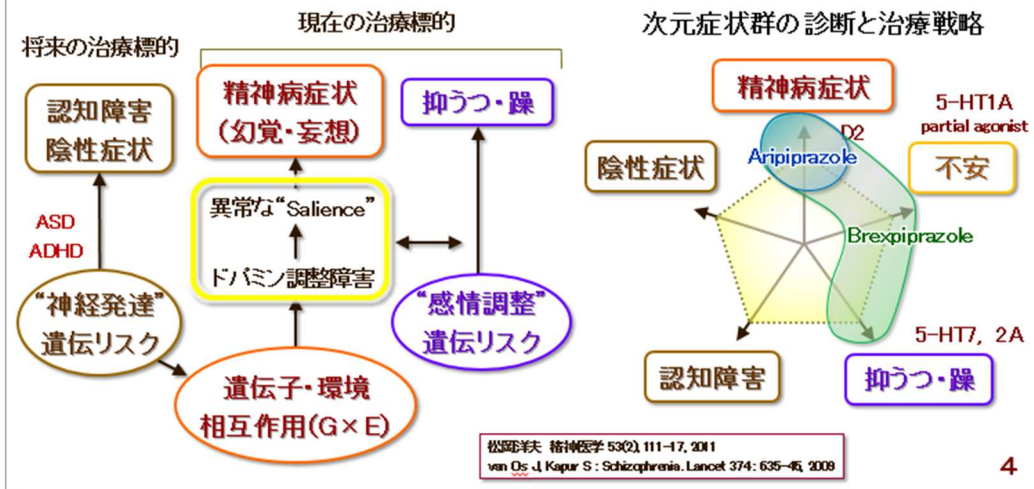 将来の治療標的
現在の治療標的
認知障害
陰性症状
精神病症状
(幻覚・妄想)
抑うつ・躁
異常な“Salience”
ドパミン調整障害
ASD
ADHD
“神経発達”
遺伝リスク
“感情調整”
遺伝リスク
遺伝子・環境
相互作用(G×E)
次元症状群の診断と治療戦略
精神病症状
5-HT1A
partial agonist
D2
Aripiprazole
陰性症状
不安
Brexpiprazole
5-HT7, 2A
認知障害
抑うつ・躁
松岡洋夫 精神医学 53(2), 111-17, 2011
van Os J, Kapur S : Schizophrenia. Lancet 374: 635-45, 2009
4